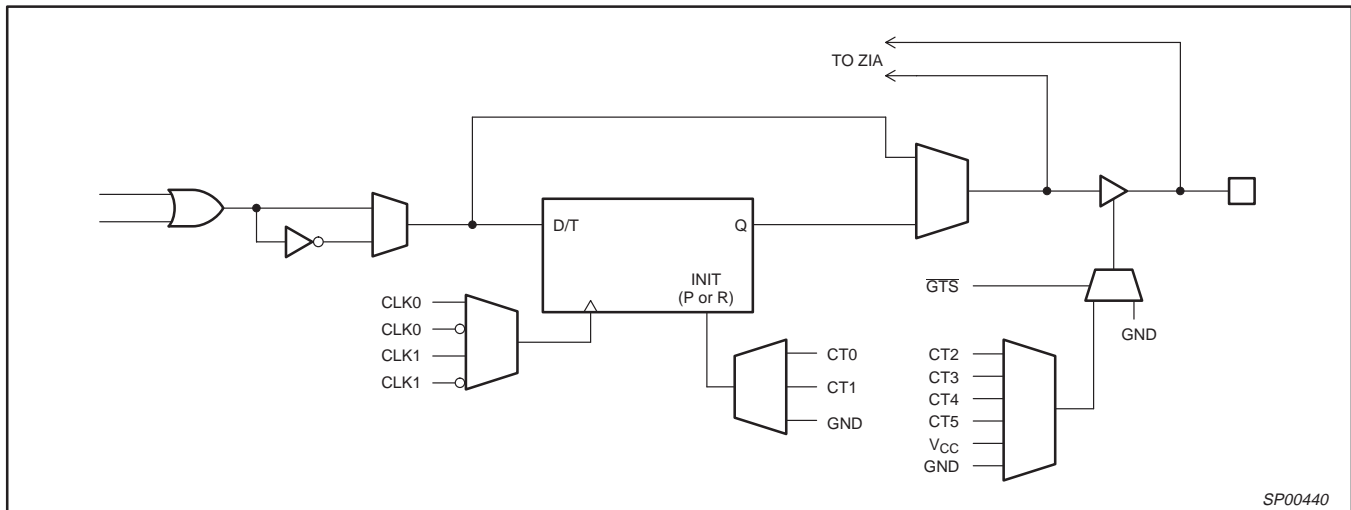 TO ZIA
D/T
Q
INIT
(P or R)
CLK0
CLK0
CLK1
CLK1
CT0
CT1
GND
GTS
GND
CT2
CT3
CT4
CT5
VCC
GND
SP00440